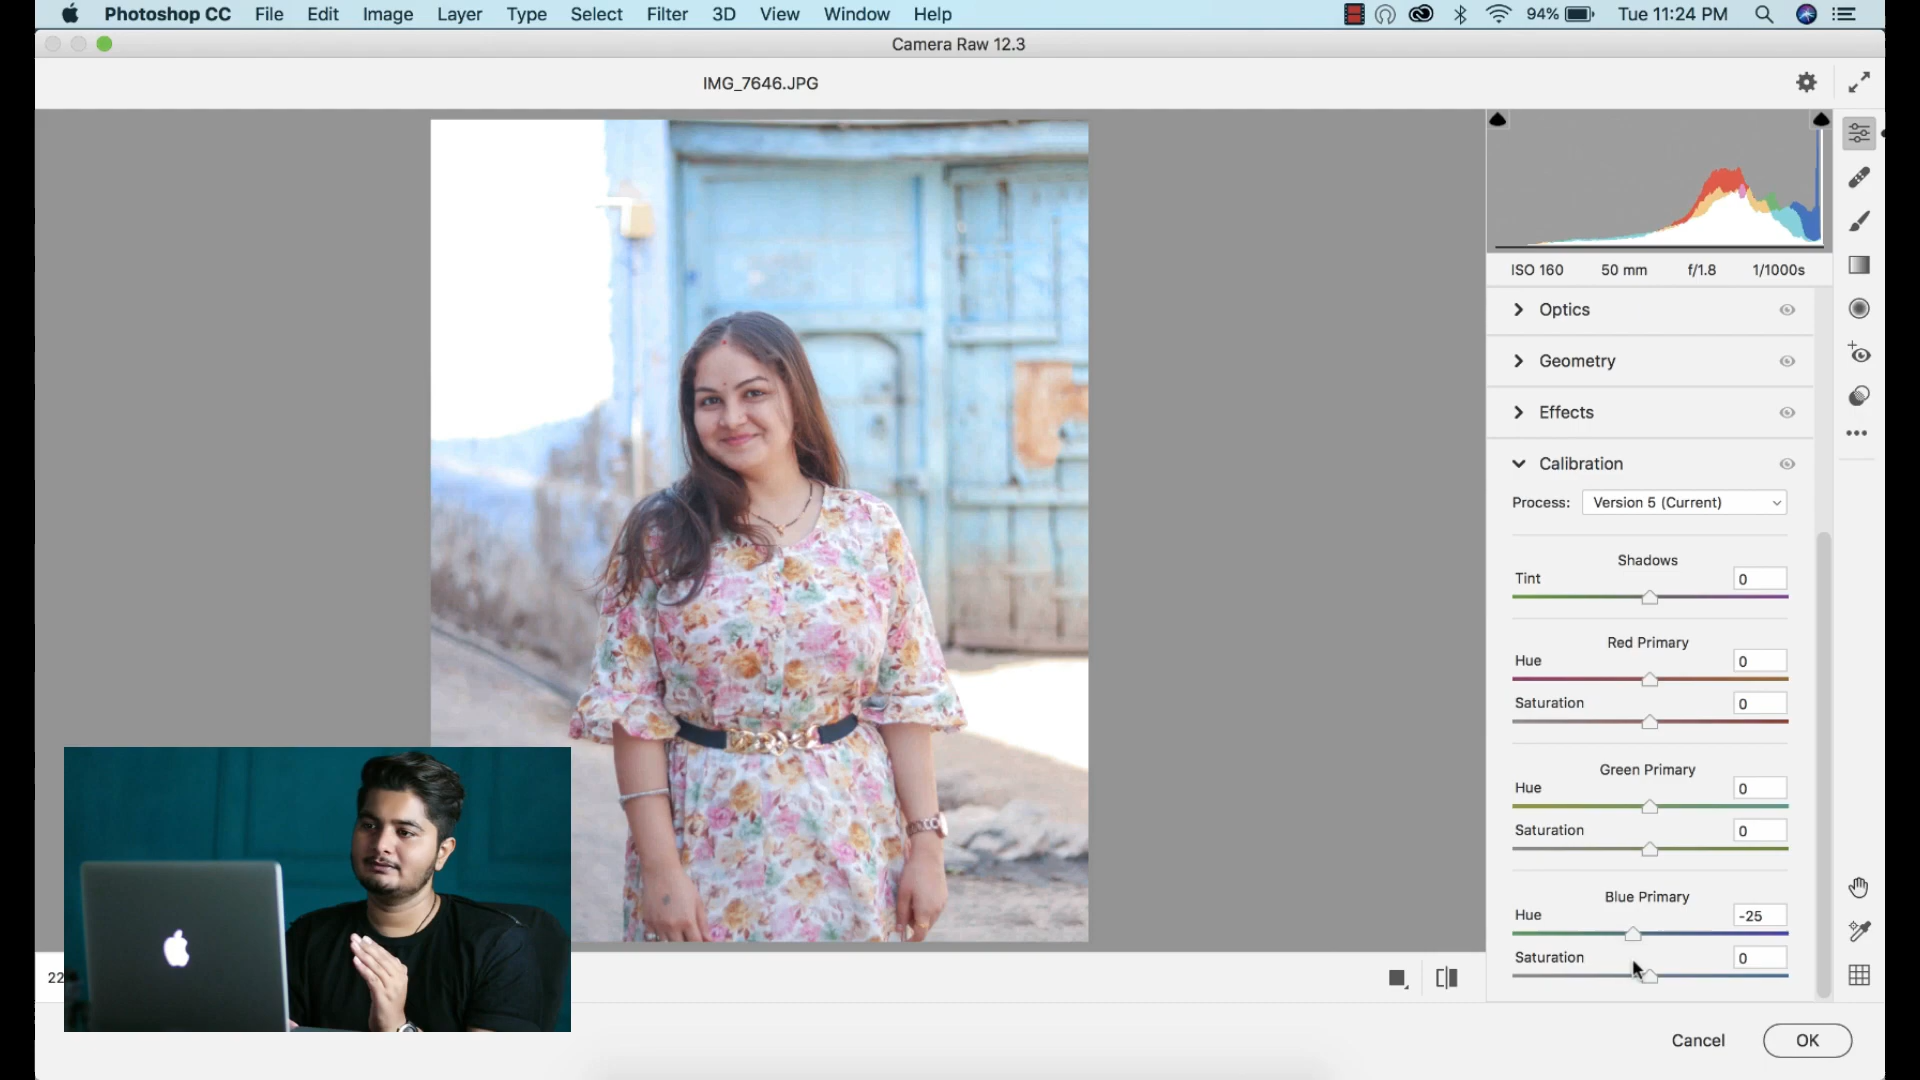 Photoshop CC File Edit Image Layer Type Select Filter 3D View Window Help 94% Tue 11:24 PM
Camera Raw 12.3
IMG_7646.JPG
ISO 160 50 mm f/1.8 1/1000s
Optics
Geometry
Effects
Calibration
Process: Version 5 (Current)
Shadows
Tint 0
Red Primary
Hue 0
Saturation 0
Green Primary
Hue 0
Saturation 0
Blue Primary
Hue -25
Saturation 0
22
Cancel OK